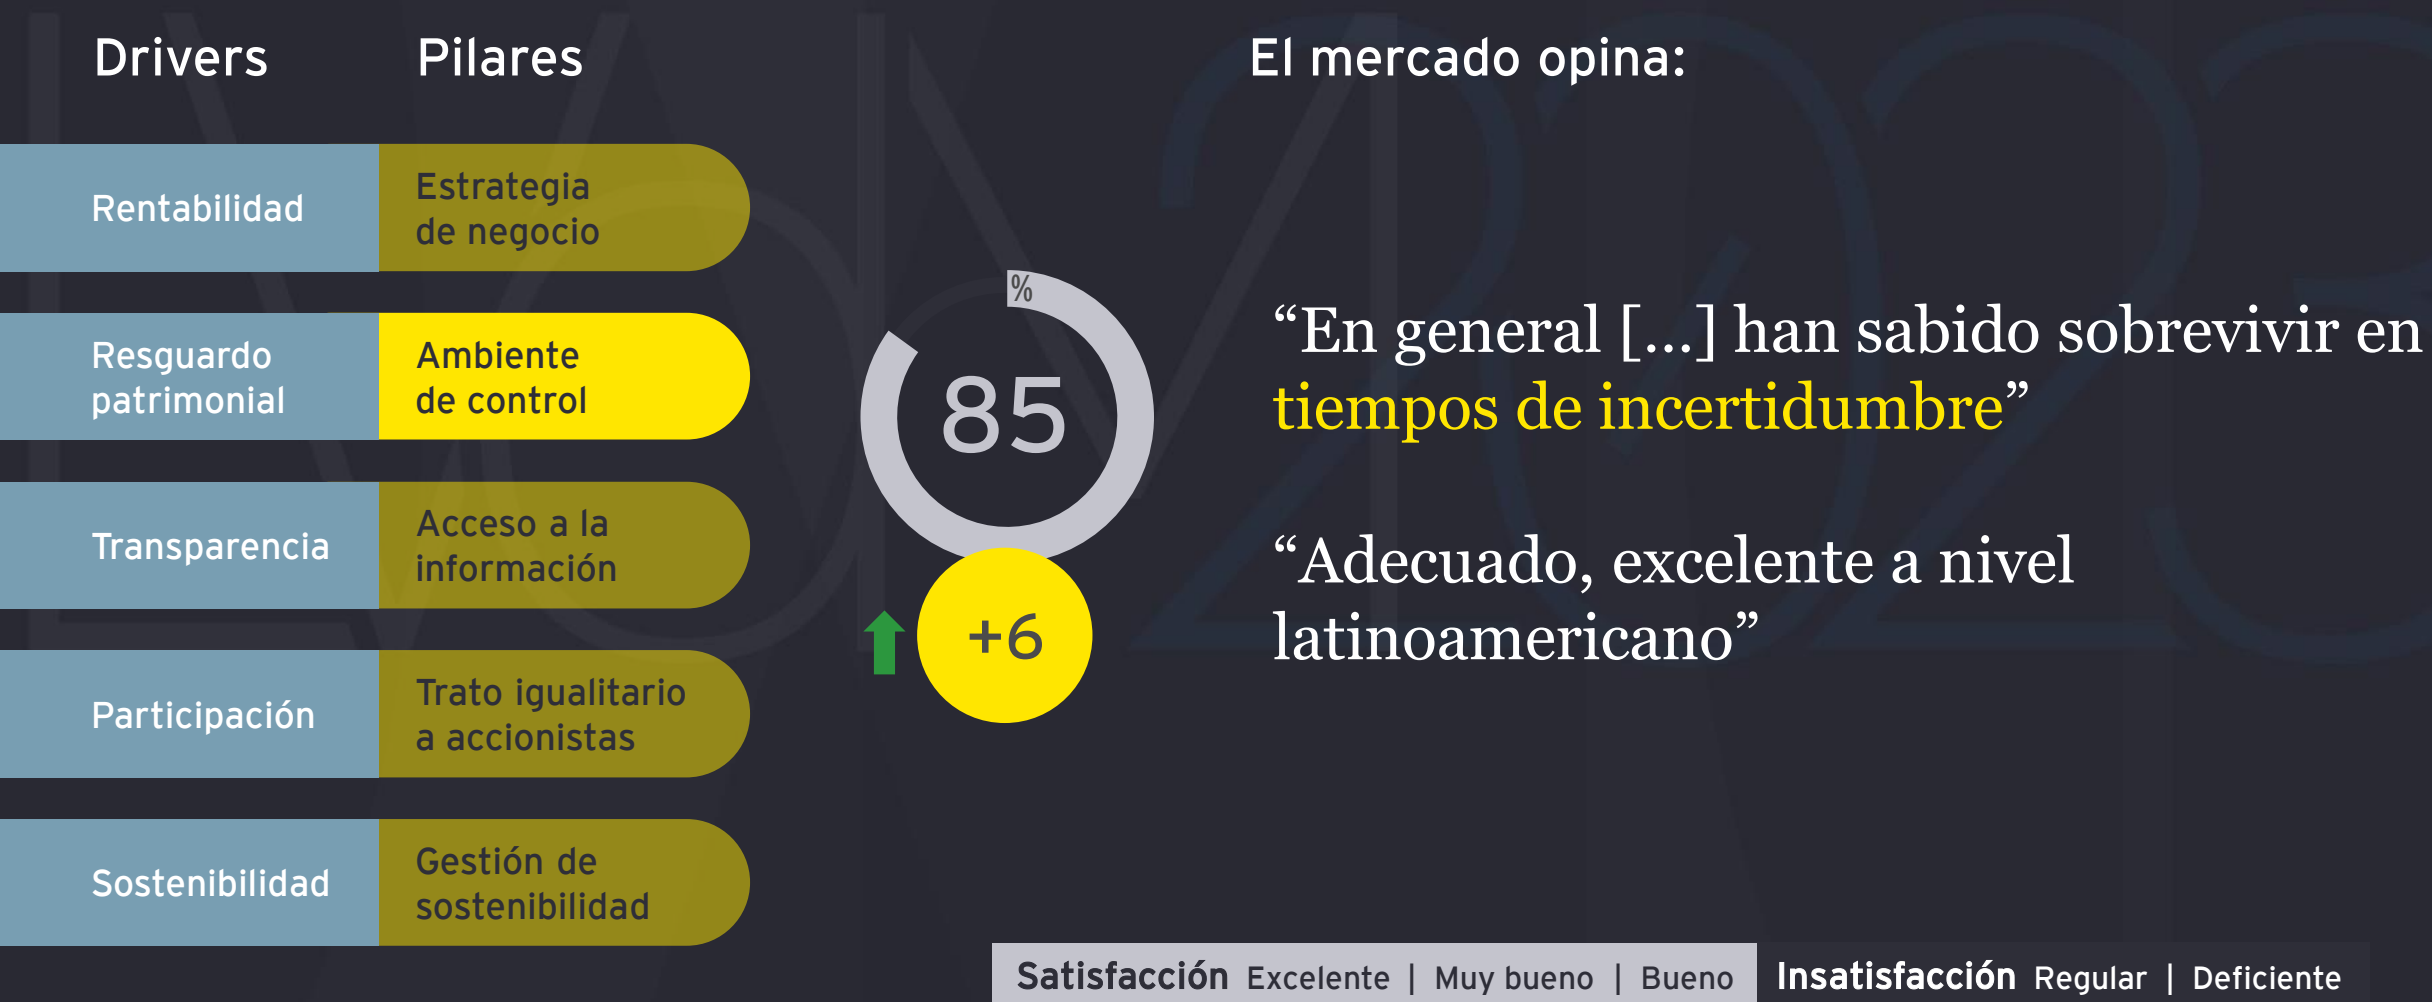 Drivers
Pilares
El mercado opina:
Rentabilidad
Estrategia
de negocio
Resguardo
patrimonial
Ambiente
de control
Transparencia
Acceso a la
información
Participación
Trato igualitario
a accionistas
Sostenibilidad
Gestión de
sostenibilidad
%
85
+6
“En general [...] han sabido sobrevivir en
tiempos de incertidumbre”
“Adecuado, excelente a nivel
latinoamericano”
Satisfacción Excelente | Muy bueno | Bueno
Insatisfacción Regular | Deficiente